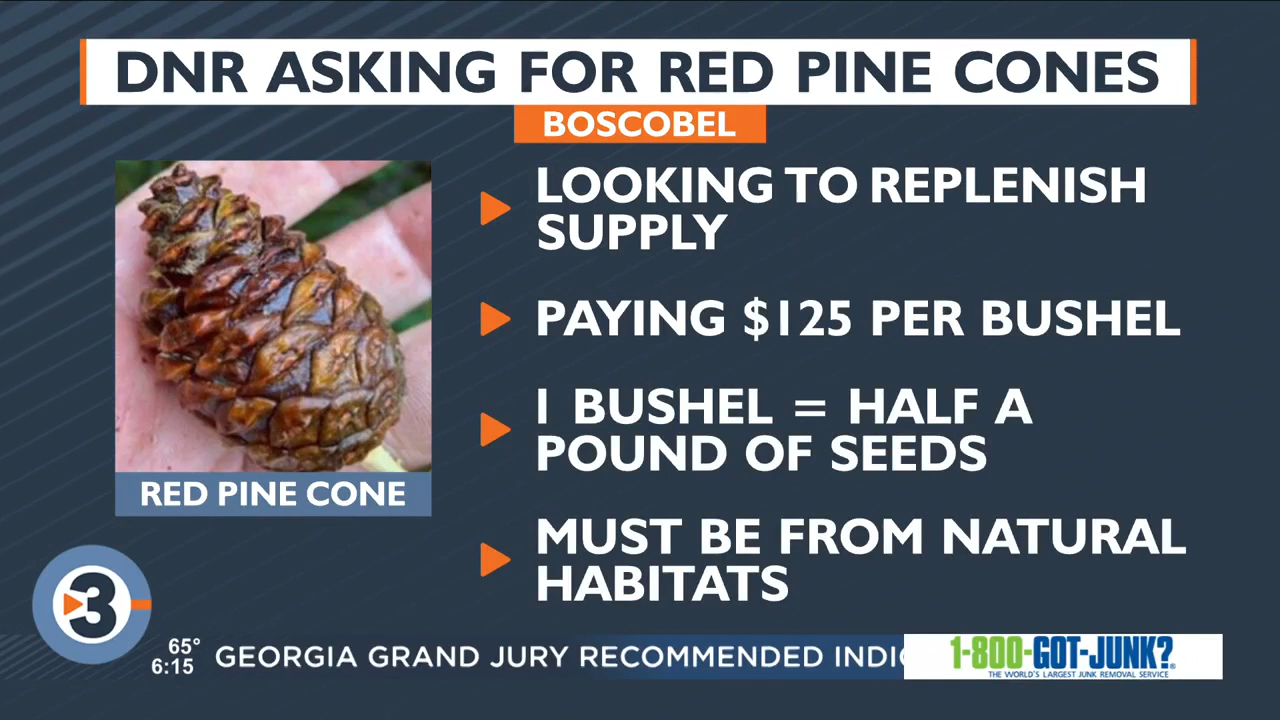 DNR ASKING FOR RED PINE CONES
BOSCOBEL
LOOKING TO REPLENISH
SUPPLY
PAYING $125 PER BUSHEL
1 BUSHEL = HALF A
POUND OF SEEDS
MUST BE FROM NATURAL
HABITATS
RED PINE CONE
3
65°
6:15
GEORGIA GRAND JURY RECOMMENDED INDIC
1-800-GOT-JUNK?
THE WORLD'S LARGEST JUNK REMOVAL SERVICE